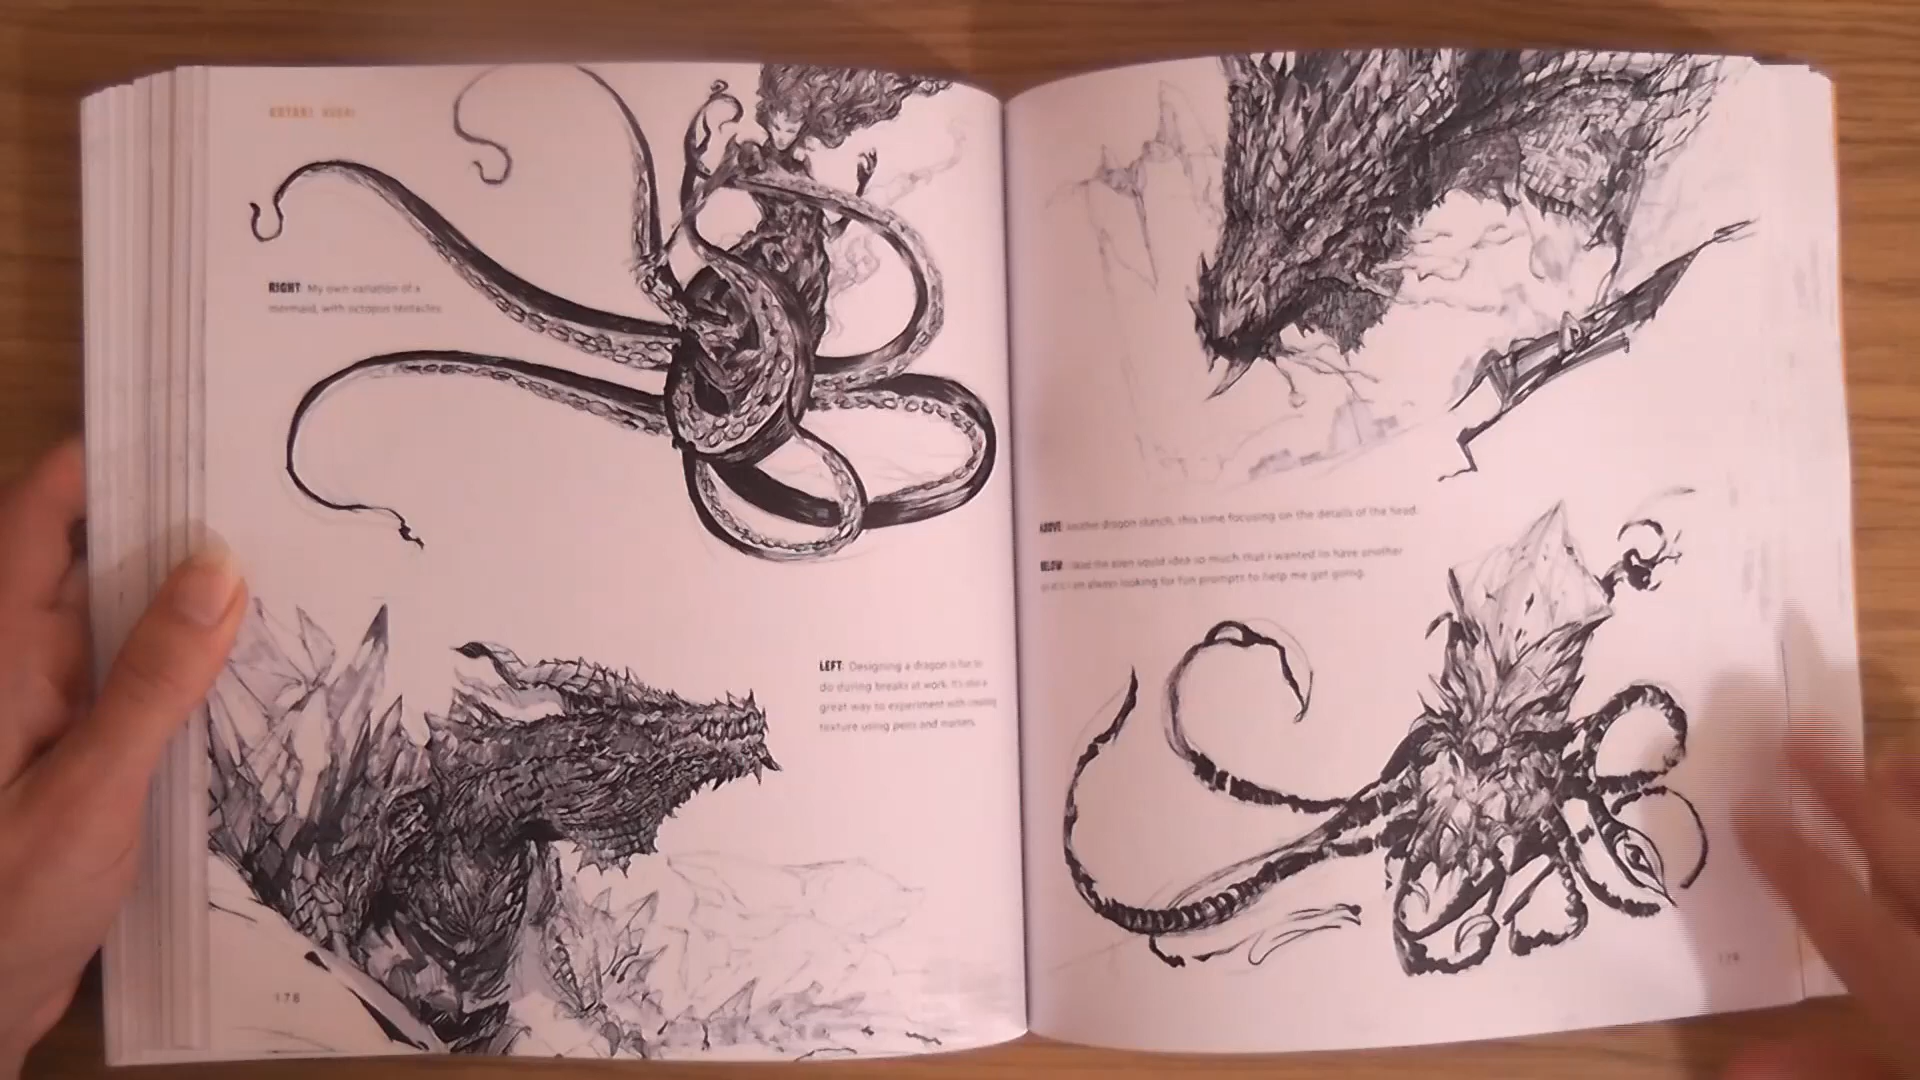 RIGHT: My own variation of a
mermaid, with octopus tentacles.
LEFT: Designing a dragon is fun to
do during breaks at work. It's also a
great way to experiment with creating
texture using pens and markers.
178
ABOVE: Another dragon sketch, this time focusing on the details of the head.
BELOW: I liked the alien squid idea so much that I wanted to have another
I am always looking for fun prompts to help me get going.
179